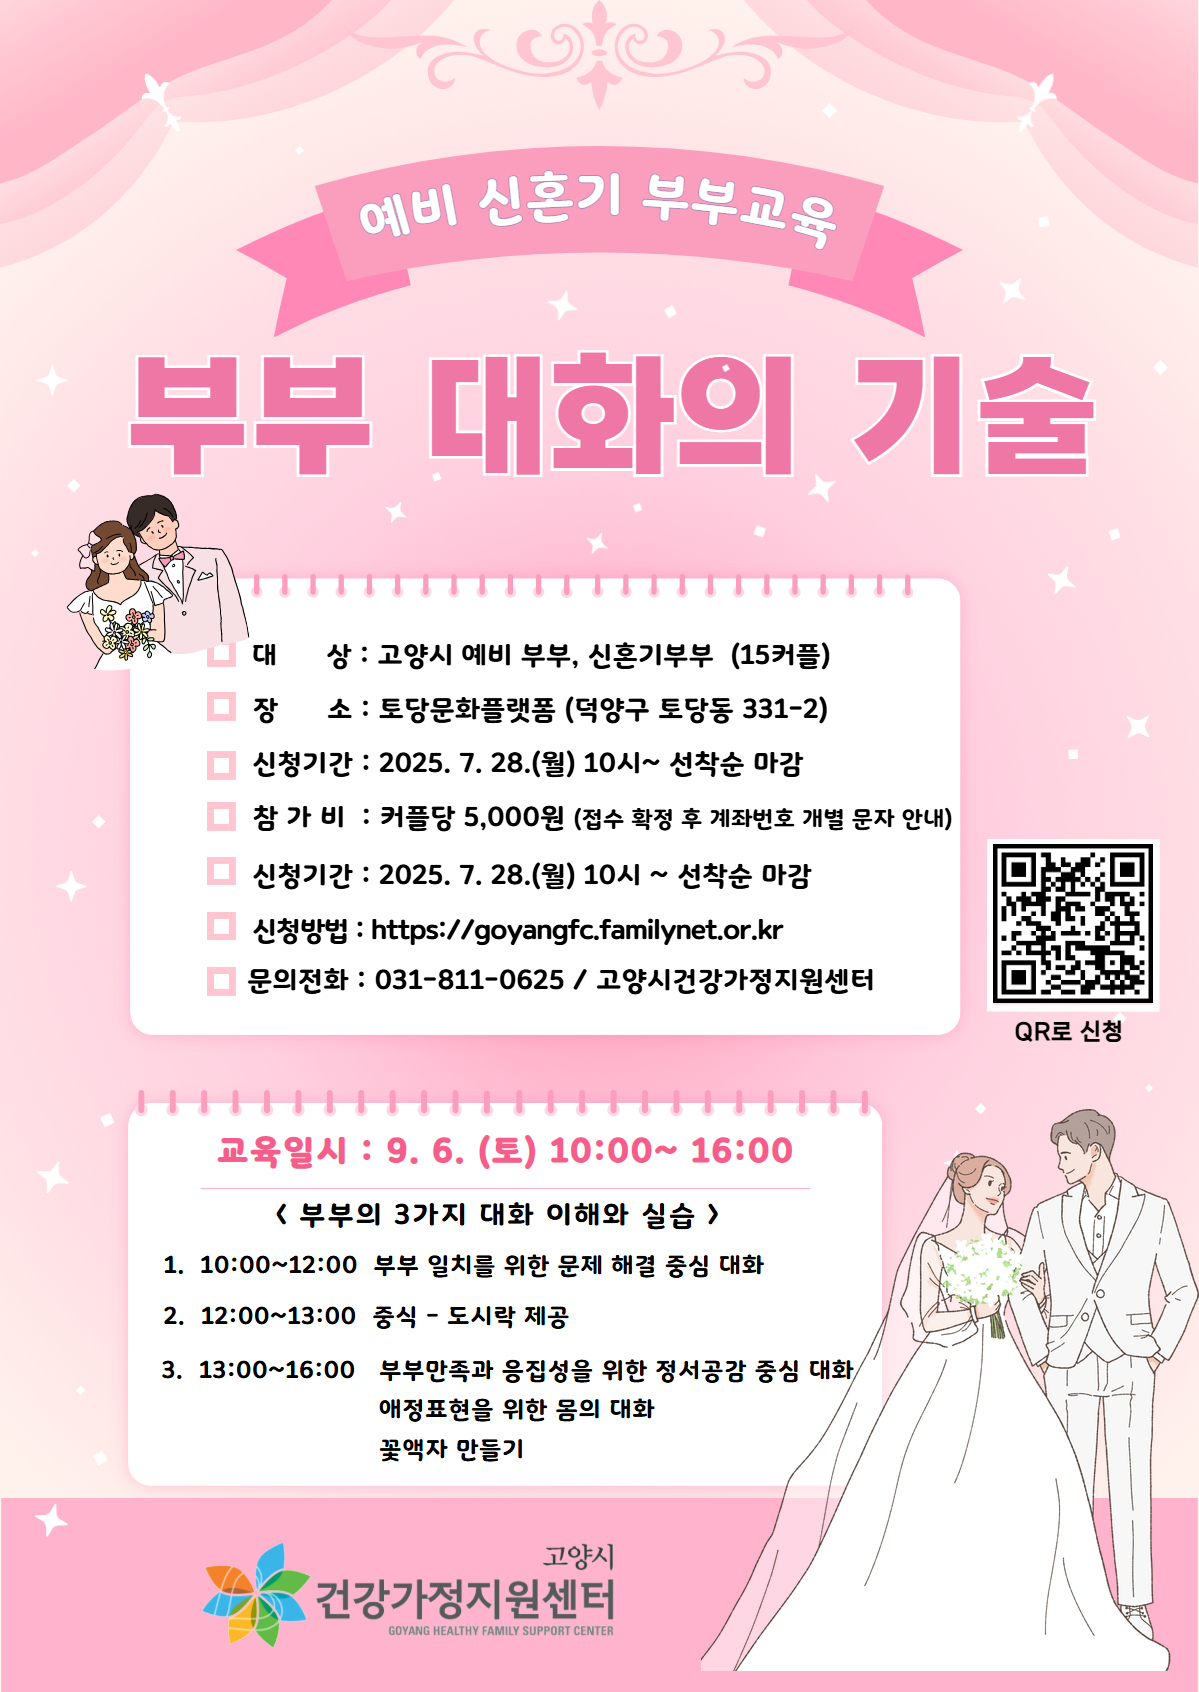 예비 신혼기 부부교육
부부 대화의 기술
대 상 : 고양시 예비 부부, 신혼기부부 (15커플)
장 소 : 토당문화플랫폼 (덕양구 토당동 331-2)
신청기간 : 2025. 7. 28.(월) 10시~ 선착순 마감
참 가 비 : 커플당 5,000원 (접수 확정 후 계좌번호 개별 문자 안내)
신청기간 : 2025. 7. 28.(월) 10시 ~ 선착순 마감
신청방법 : https://goyangfc.familynet.or.kr
문의전화 : 031-811-0625 / 고양시건강가정지원센터
QR로 신청
교육일시 : 9. 6. (토) 10:00~ 16:00
< 부부의 3가지 대화 이해와 실습 >
1. 10:00~12:00 부부 일치를 위한 문제 해결 중심 대화
2. 12:00~13:00 중식 - 도시락 제공
3. 13:00~16:00 부부만족과 응집성을 위한 정서공감 중심 대화
애정표현을 위한 몸의 대화
꽃액자 만들기
고양시
건강가정지원센터
GOYANG HEALTHY FAMILY SUPPORT CENTER